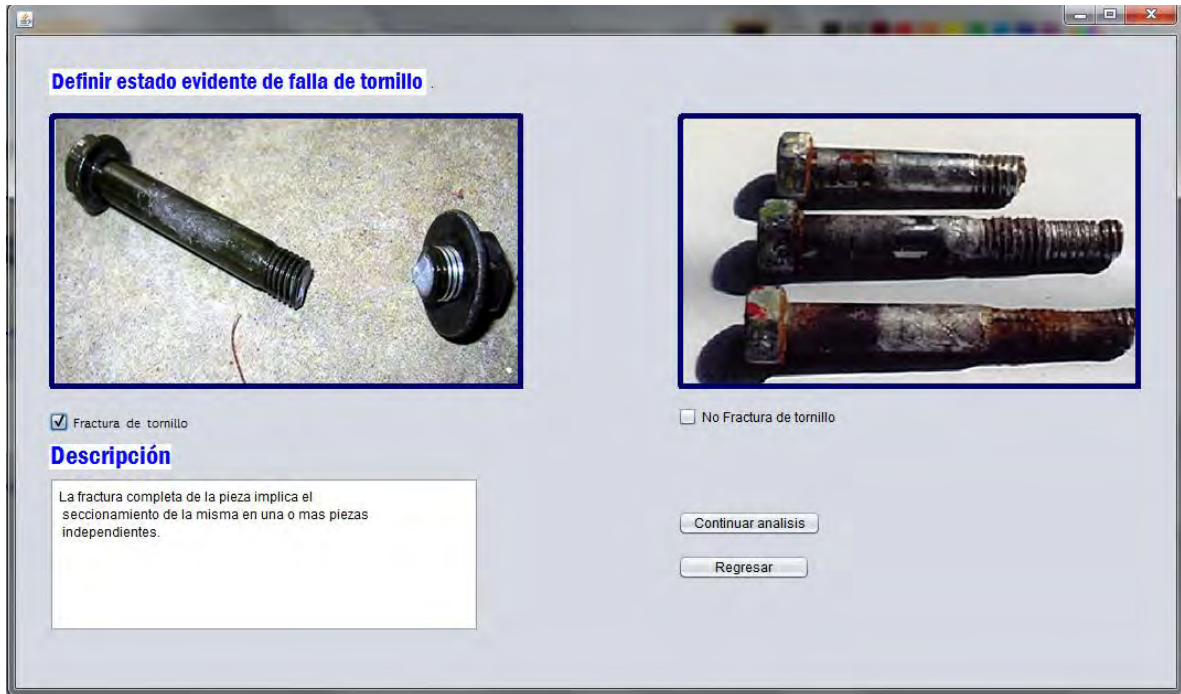 Definir estado evidente de falla de tornillo .
Fractura de tornillo
No Fractura de tornillo
Descripción
La fractura completa de la pieza implica el
seccionamiento de la misma en una o mas piezas
independientes.
Continuar analisis
Regresar